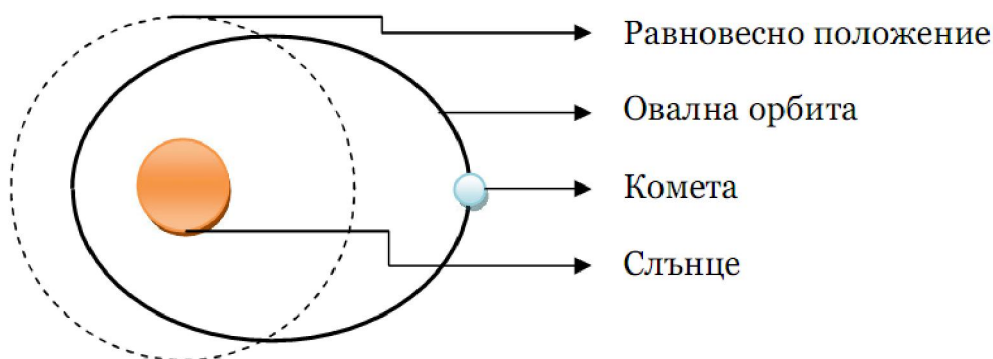 Равновесно положение
Овална орбита
Комета
Слънце